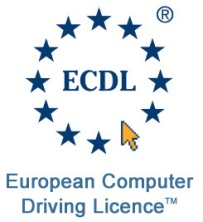 ®
ECDL
European Computer
Driving Licence™